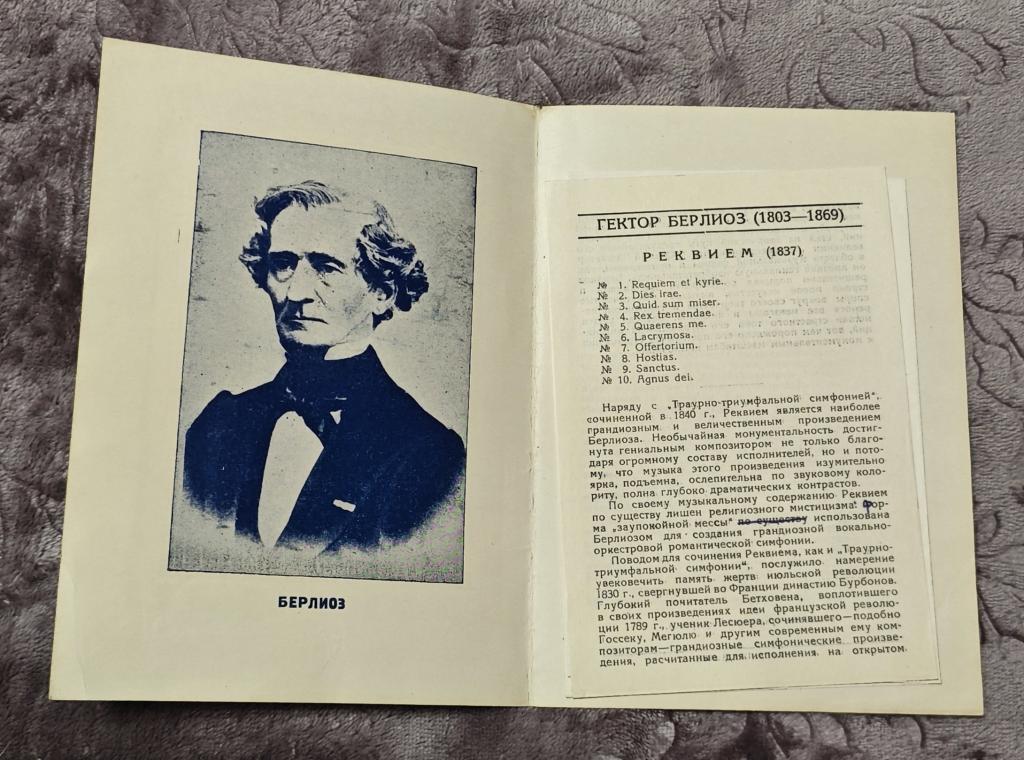 БЕРЛИОЗ
ГЕКТОР БЕРЛИОЗ (1803—1869)
РЕКВИЕМ (1837)
№ 1. Requiem et kyrie.
№ 2. Dies irae.
№ 3. Quid sum miser.
№ 4. Rex tremendae.
№ 5. Quaerens me.
№ 6. Lacrymosa.
№ 7. Offertorium.
№ 8. Hostias.
№ 9. Sanctus.
№ 10. Agnus dei.
Наряду с „Траурно-триумфальной симфонией“,
сочиненной в 1840 г., Реквием является наиболее
грандиозным и величественным произведением
Берлиоза. Необычайная монументальность достиг-
нута гениальным композитором не только благо-
даря огромному составу исполнителей, но и пото-
му, что музыка этого произведения изумительно
ярка, подъемна, ослепительна по звуковому коло-
риту, полна глубоко драматических контрастов.
По своему музыкальному содержанию Реквием
по существу лишен религиозного мистицизма. Фор-
ма „заупокойной мессы“ по существу использована
Берлиозом для создания грандиозной вокально-
оркестровой романтической симфонии.
Поводом для сочинения Реквиема, как и „Траурно-
триумфальной симфонии“, послужило намерение
увековечить память жертв июльской революции
1830 г., свергнувшей во Франции династию Бурбонов.
Глубокий почитатель Бетховена, воплотившего
в своих произведениях идеи французской револю-
ции 1789 г., ученик Лесюера, сочинявшего—подобно
Госсеку, Мегюлю и другим современным ему ком-
позиторам—грандиозные симфонические произве-
дения, расчитанные для исполнения на открытом